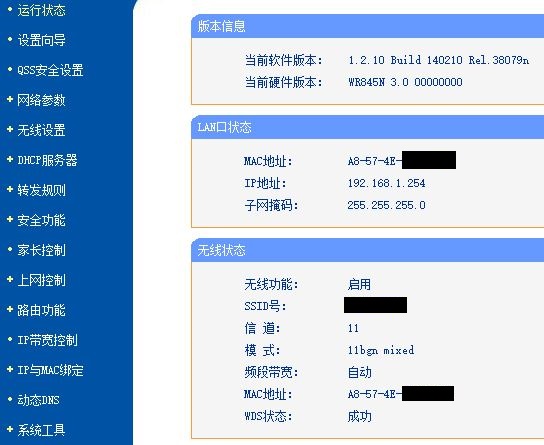 运行状态
设置向导
QSS安全设置
网络参数
无线设置
DHCP服务器
转发规则
安全功能
家长控制
上网控制
路由功能
IP带宽控制
IP与MAC绑定
动态DNS
系统工具
版本信息
当前软件版本： 1.2.10 Build 140210 Rel.38079n
当前硬件版本： WR845N 3.0 00000000
LAN口状态
MAC地址： A8-57-4E-
IP地址： 192.168.1.254
子网掩码： 255.255.255.0
无线状态
无线功能： 启用
SSID号：
信 道： 11
模 式： 11bgn mixed
频段带宽： 自动
MAC地址： A8-57-4E-
WDS状态： 成功